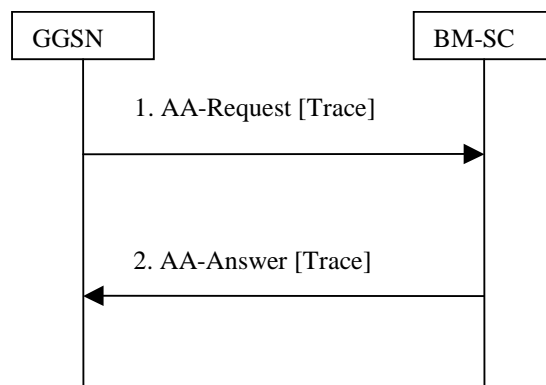 GGSN
BM-SC
1. AA-Request [Trace]
2. AA-Answer [Trace]